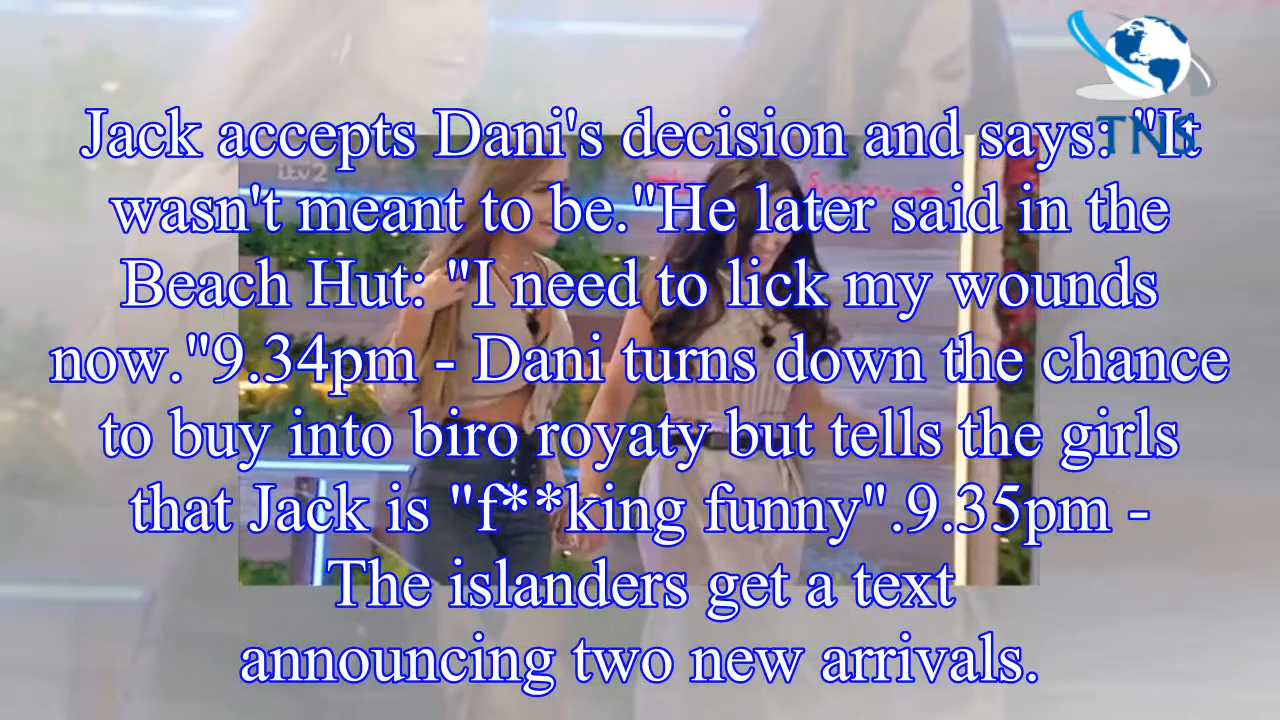 TNS
itv2
Jack accepts Dani's decision and says: "It
wasn't meant to be."He later said in the
Beach Hut: "I need to lick my wounds
now."9.34pm - Dani turns down the chance
to buy into biro royaty but tells the girls
that Jack is "f**king funny".9.35pm -
The islanders get a text
announcing two new arrivals.